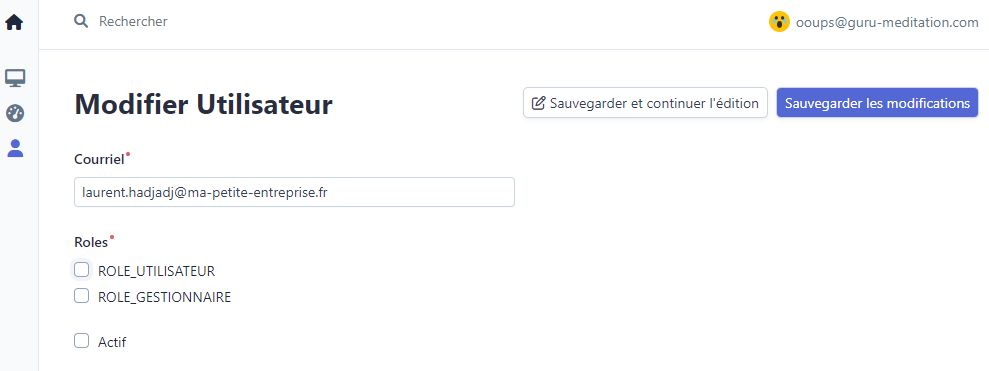 Rechercher
ooups@guru-meditation.com
Modifier Utilisateur
Sauvegarder et continuer l'édition
Sauvegarder les modifications
Courriel*
laurent.hadjadj@ma-petite-entreprise.fr
Roles*
ROLE_UTILISATEUR
ROLE_GESTIONNAIRE
Actif